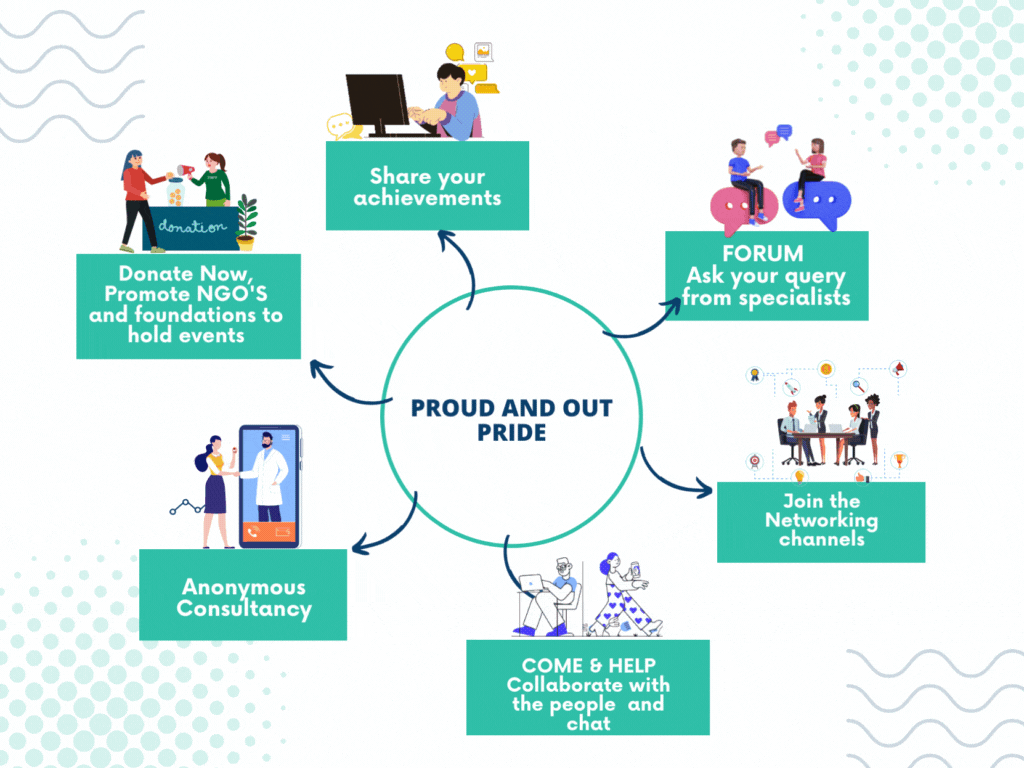 Share your
achievements
FORUM
Ask your query
from specialists
donation
Donate Now,
Promote NGO'S
and foundations to
hold events
PROUD AND OUT
PRIDE
Join the
Networking
channels
Anonymous
Consultancy
COME & HELP
Collaborate with
the people and
chat